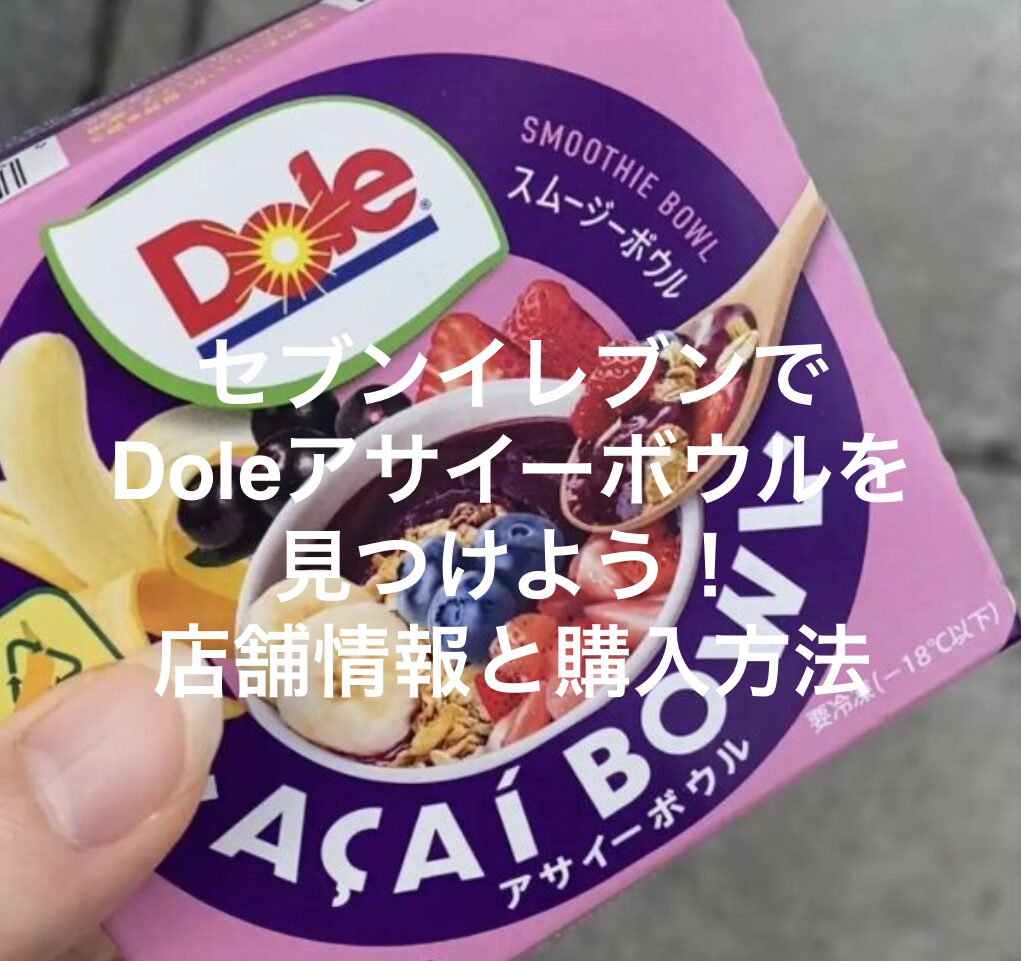 Dole
SMOOTHIE BOWL
スムージーボウル
セブンイレブンで
Doleアサイーボウルを
見つけよう！
店舗情報と購入方法
AÇAÍ BOWL
アサイーボウル
要冷凍(－18℃以下)